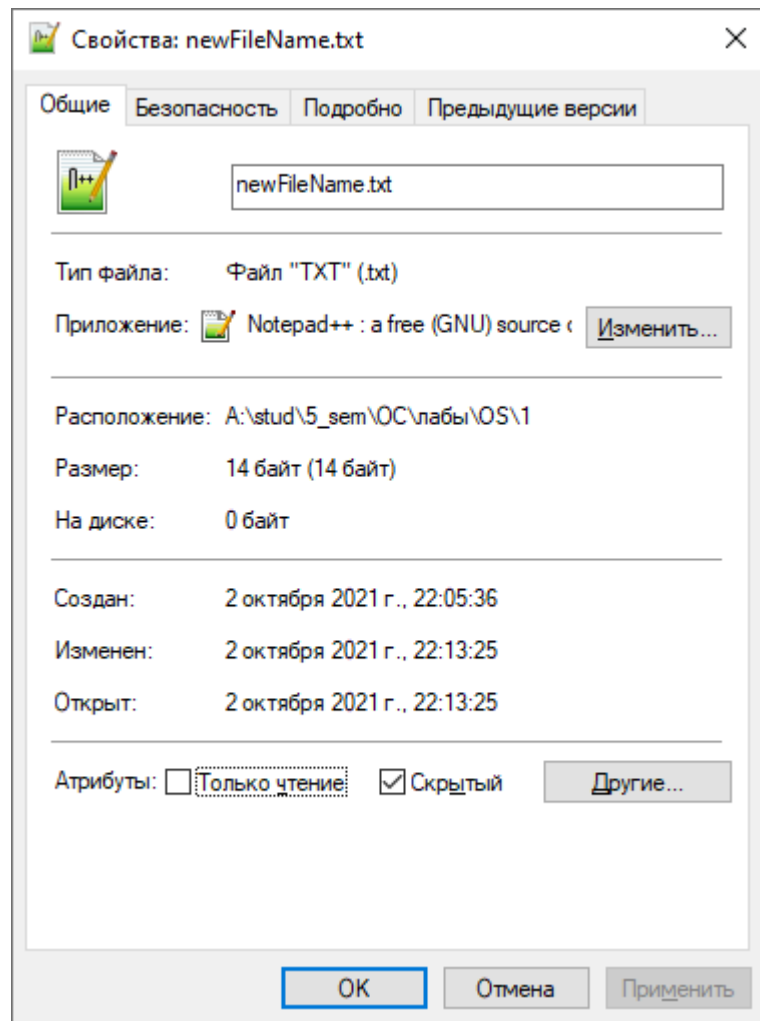 Свойства: newFileName.txt
Общие Безопасность Подробно Предыдущие версии
newFileName.txt
Тип файла: Файл "TXT" (.txt)
Приложение: Notepad++ : a free (GNU) source c Изменить...
Расположение: A:\stud\5_sem\ОС\лабы\OS\1
Размер: 14 байт (14 байт)
На диске: 0 байт
Создан: 2 октября 2021 г., 22:05:36
Изменен: 2 октября 2021 г., 22:13:25
Открыт: 2 октября 2021 г., 22:13:25
Атрибуты: Только чтение Скрытый Другие...
ОК Отмена Применить